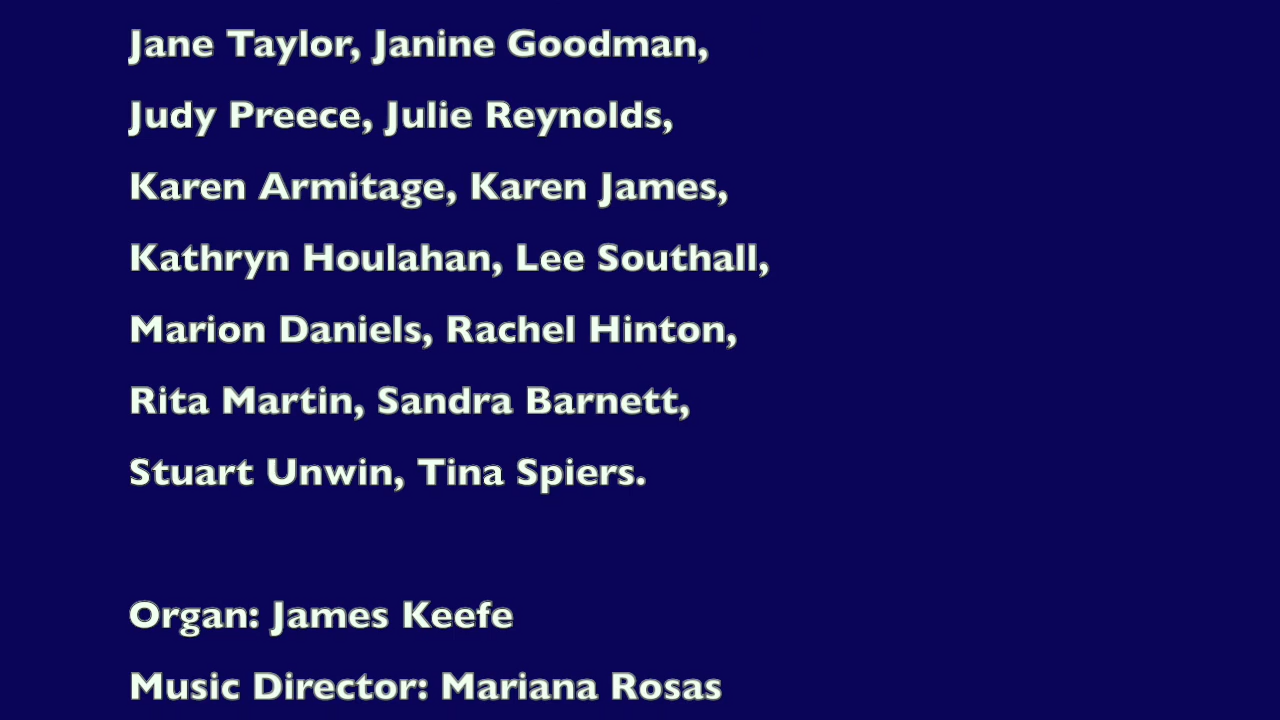 Jane Taylor, Janine Goodman,
Judy Preece, Julie Reynolds,
Karen Armitage, Karen James,
Kathryn Houlahan, Lee Southall,
Marion Daniels, Rachel Hinton,
Rita Martin, Sandra Barnett,
Stuart Unwin, Tina Spiers.
Organ: James Keefe
Music Director: Mariana Rosas